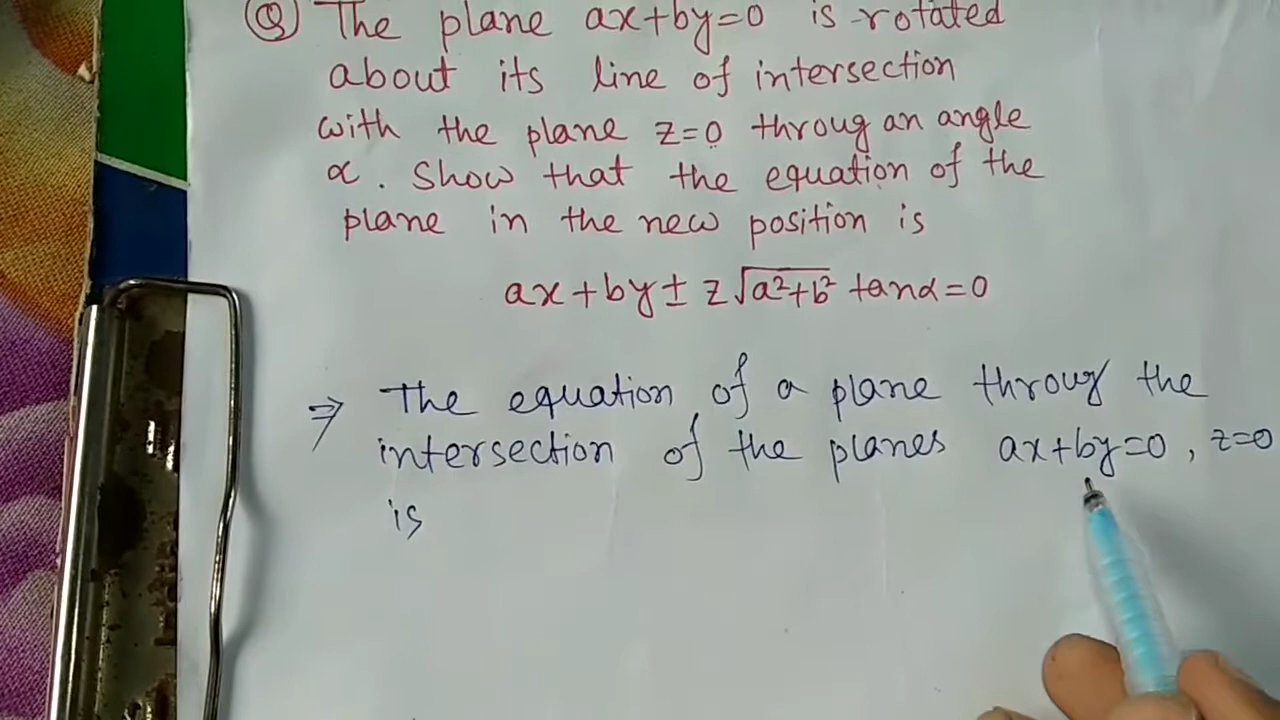 Q The plane ax+by=0 is rotated
about its line of intersection
with the plane z=0 throug an angle
α. Show that the equation of the
plane in the new position is
ax+by±z√a²+b² tanα=0
⇒ The equation of a plane throug the
intersection of the planes ax+by=0, z=0
is